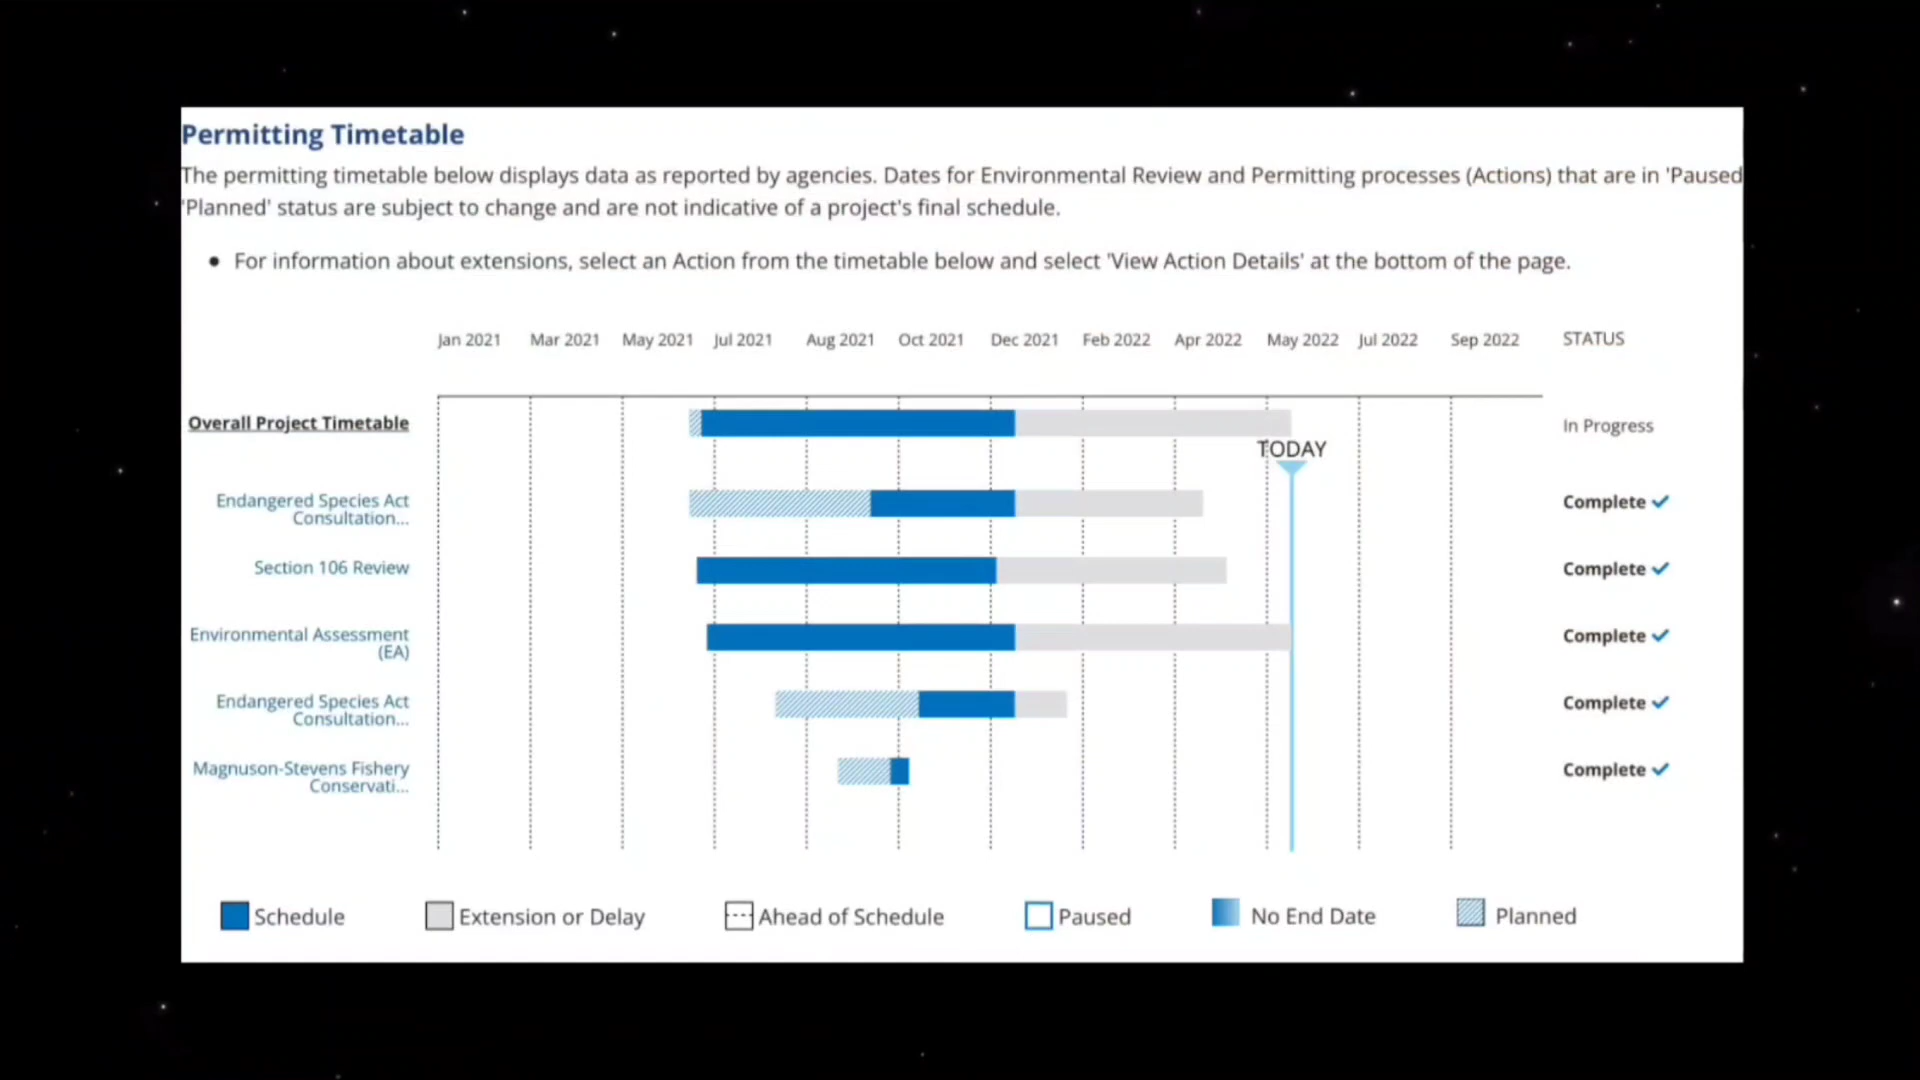 Permitting Timetable
The permitting timetable below displays data as reported by agencies. Dates for Environmental Review and Permitting processes (Actions) that are in 'Paused
'Planned' status are subject to change and are not indicative of a project's final schedule.
• For information about extensions, select an Action from the timetable below and select 'View Action Details' at the bottom of the page.
Jan 2021 Mar 2021 May 2021 Jul 2021 Aug 2021 Oct 2021 Dec 2021 Feb 2022 Apr 2022 May 2022 Jul 2022 Sep 2022 STATUS
Overall Project Timetable In Progress
TODAY
Endangered Species Act
Consultation... Complete ✓
Section 106 Review Complete ✓
Environmental Assessment
(EA) Complete ✓
Endangered Species Act
Consultation... Complete ✓
Magnuson-Stevens Fishery
Conservati... Complete ✓
Schedule Extension or Delay Ahead of Schedule Paused No End Date Planned